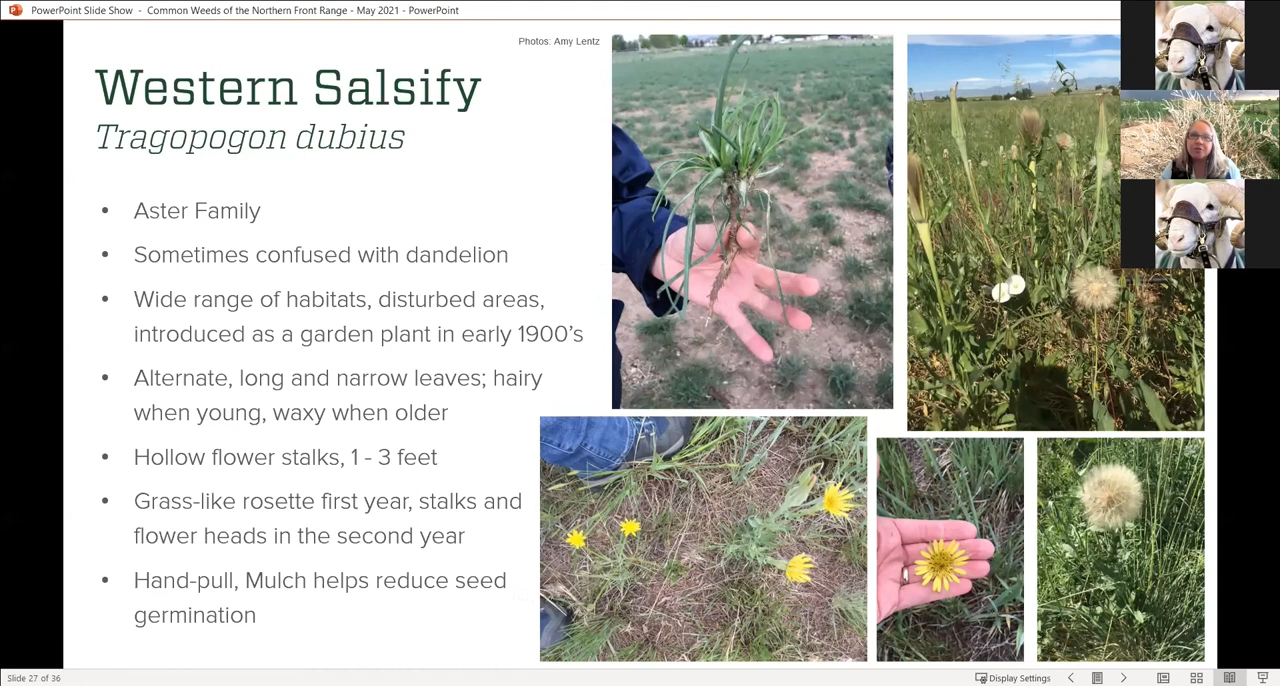 PowerPoint Slide Show - Common Weeds of the Northern Front Range - May 2021 - PowerPoint
Photos: Amy Lentz
Western Salsify
Tragopogon dubius
• Aster Family
• Sometimes confused with dandelion
• Wide range of habitats, disturbed areas,
introduced as a garden plant in early 1900's
• Alternate, long and narrow leaves; hairy
when young, waxy when older
• Hollow flower stalks, 1 - 3 feet
• Grass-like rosette first year, stalks and
flower heads in the second year
• Hand-pull, Mulch helps reduce seed
germination
Slide 27 of 36
Display Settings